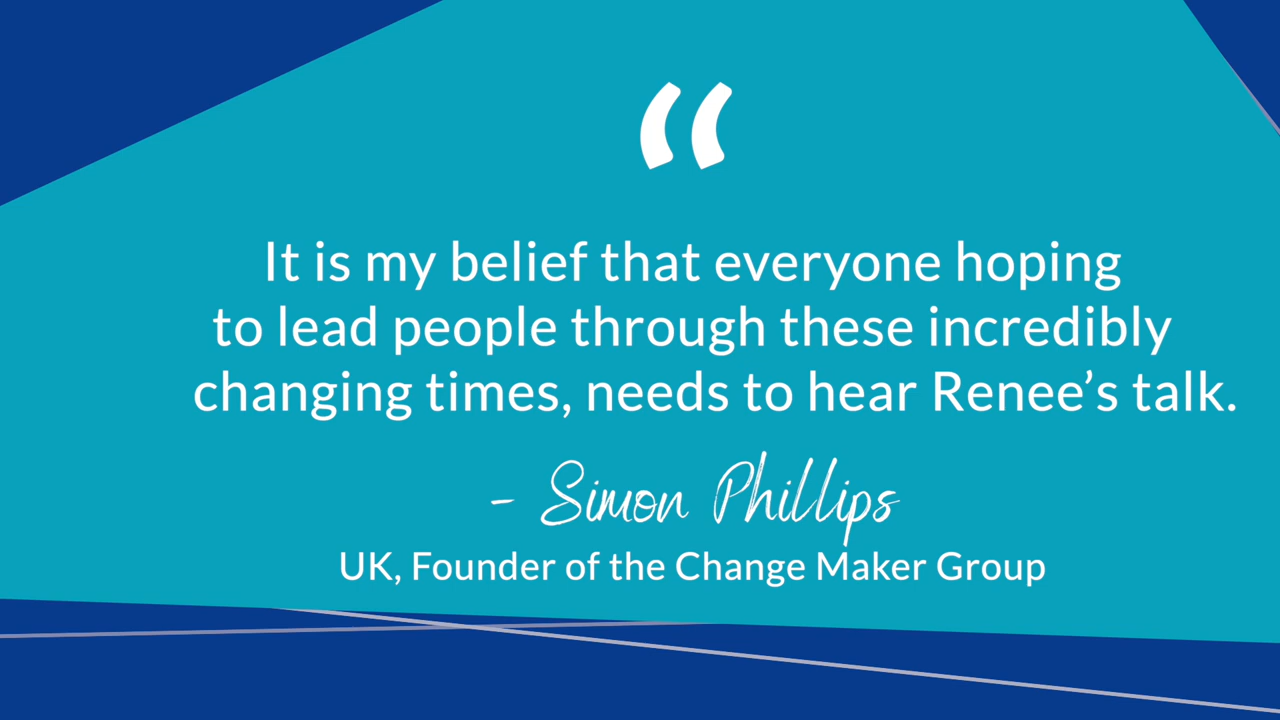 “
It is my belief that everyone hoping
to lead people through these incredibly
changing times, needs to hear Renee’s talk.
- Simon Phillips
UK, Founder of the Change Maker Group